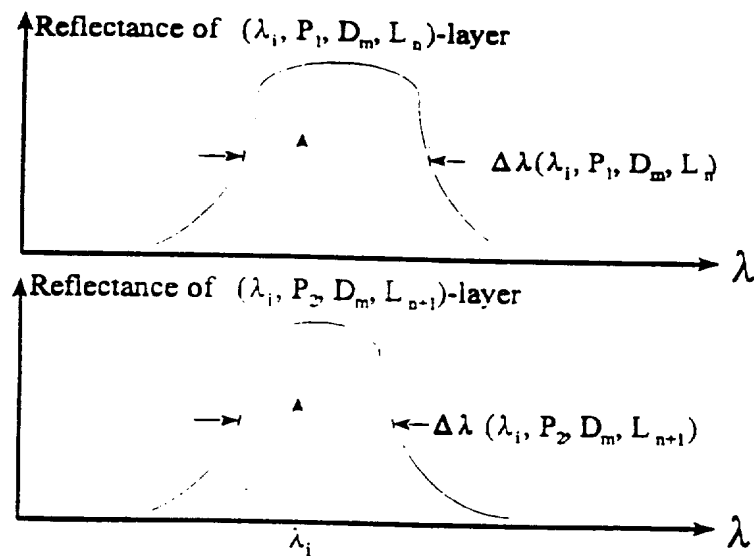 Reflectance of (λi, P1, Dm, Ln)-layer
Δλ(λi, P1, Dm, Ln)
λ
Reflectance of (λi, P2, Dm, Ln+1)-layer
Δλ (λi, P2, Dm, Ln+1)
λi
λ